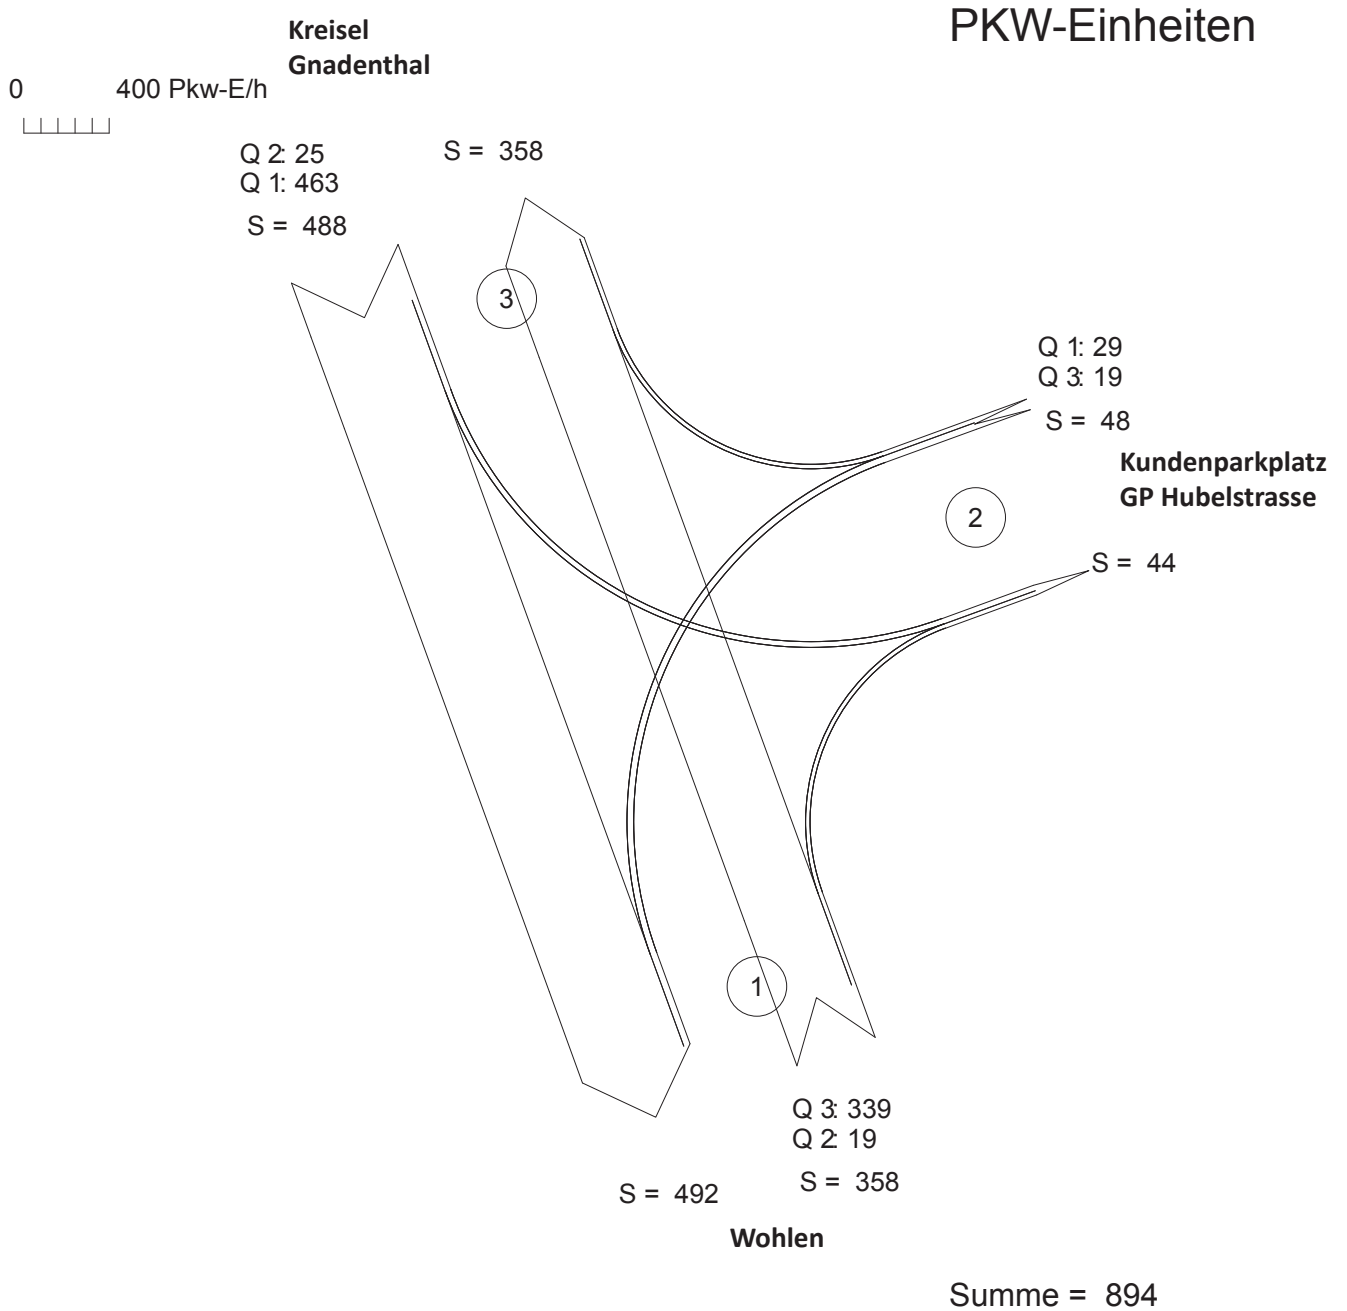 PKW-Einheiten
Kreisel
Gnadenthal
0 400 Pkw-E/h
Q 2: 25
Q 1: 463
S = 488
S = 358
3
Q 1: 29
Q 3: 19
S = 48
Kundenparkplatz
GP Hubelstrasse
2
S = 44
1
Q 3: 339
Q 2: 19
S = 358
S = 492
Wohlen
Summe = 894